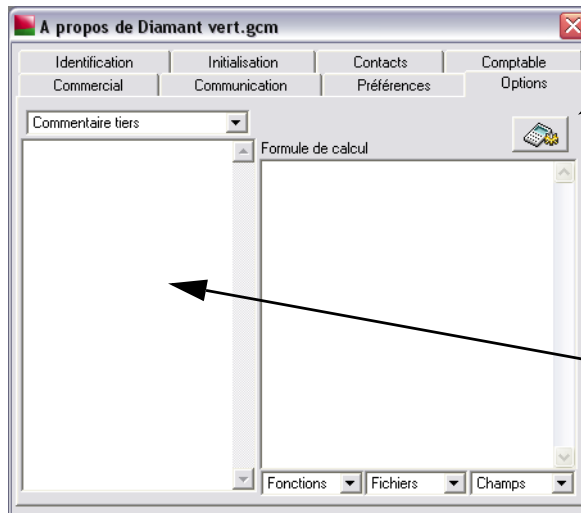 A propos de Diamant vert.gcm
Identification Initialisation Contacts Comptable
Commercial Communication Préférences Options
Commentaire tiers
Formule de calcul
Fonctions Fichiers Champs